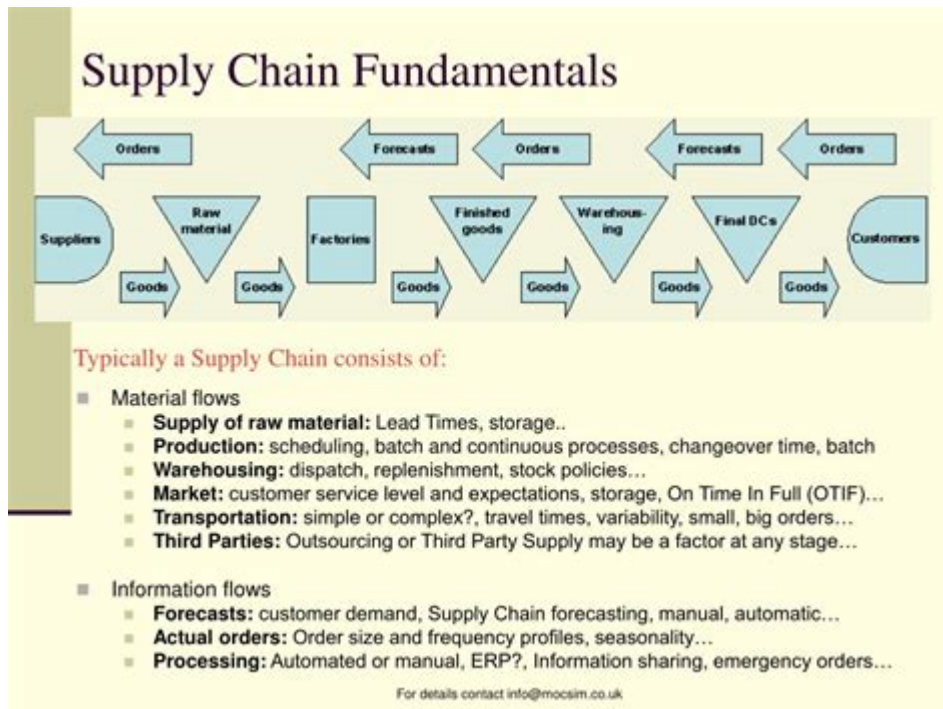 Supply Chain Fundamentals
Orders
Forecasts
Orders
Forecasts
Orders
Suppliers
Raw
material
Factories
Finished
goods
Warehous-
ing
Final DCs
Customers
Goods
Goods
Goods
Goods
Goods
Goods
Typically a Supply Chain consists of:
Material flows
Supply of raw material: Lead Times, storage..
Production: scheduling, batch and continuous processes, changeover time, batch
Warehousing: dispatch, replenishment, stock policies…
Market: customer service level and expectations, storage, On Time In Full (OTIF)…
Transportation: simple or complex?, travel times, variability, small, big orders…
Third Parties: Outsourcing or Third Party Supply may be a factor at any stage…
Information flows
Forecasts: customer demand, Supply Chain forecasting, manual, automatic…
Actual orders: Order size and frequency profiles, seasonality…
Processing: Automated or manual, ERP?, Information sharing, emergency orders…
For details contact info@mocsim.co.uk